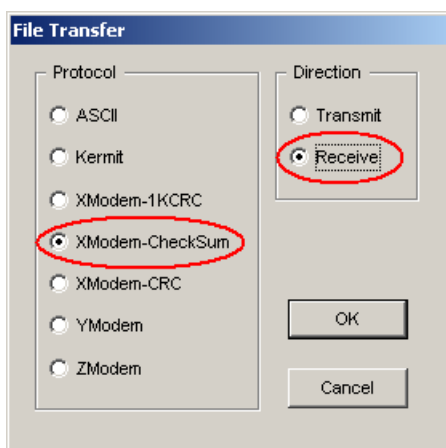 File Transfer
Protocol
ASCII
Kermit
XModem-1KCRC
XModem-CheckSum
XModem-CRC
YModem
ZModem
Direction
Transmit
Receive
OK
Cancel